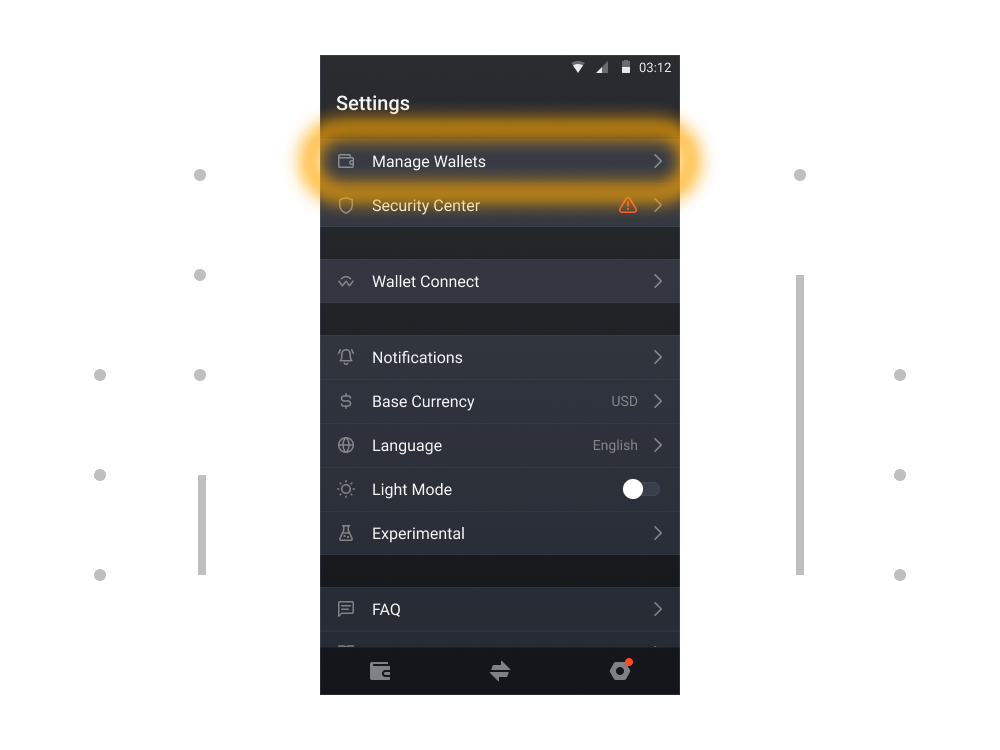 03:12
Settings
Manage Wallets
Security Center
Wallet Connect
Notifications
Base Currency USD
Language English
Light Mode
Experimental
FAQ